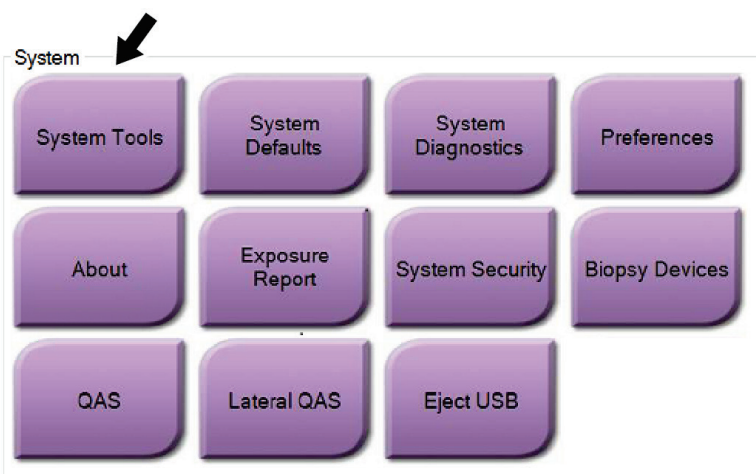 System
System Tools
System
Defaults
System
Diagnostics
Preferences
About
Exposure
Report
System Security
Biopsy Devices
QAS
Lateral QAS
Eject USB